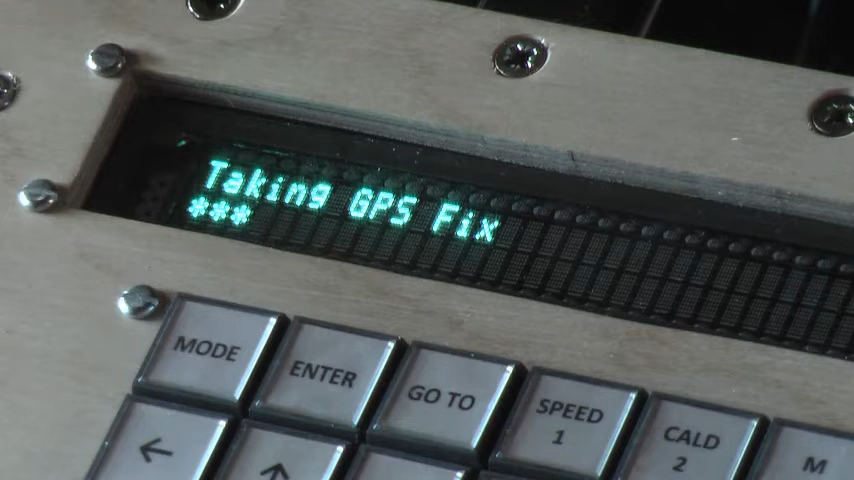 Taking GPS Fix
***
MODE
ENTER
GO TO
SPEED
1
CALD
2
M
←
↑